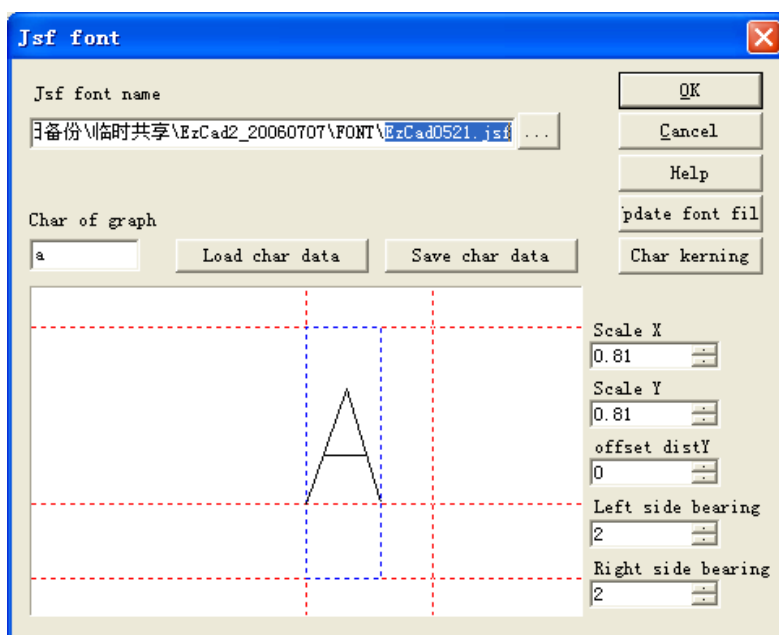 Jsf font
Jsf font name
备份\临时共享\EzCad2_20060707\FONT\EzCad0521.jsf
...
OK
Cancel
Help
pdate font fil
Char kerning
Char of graph
a
Load char data
Save char data
A
Scale X
0.81
Scale Y
0.81
offset distY
0
Left side bearing
2
Right side bearing
2